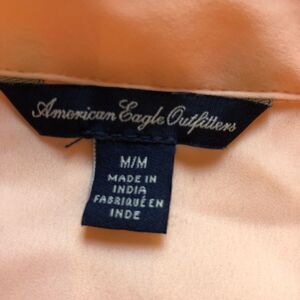 American Eagle Outfitters
M/M
MADE IN
INDIA
FABRIQUÉ EN
INDE